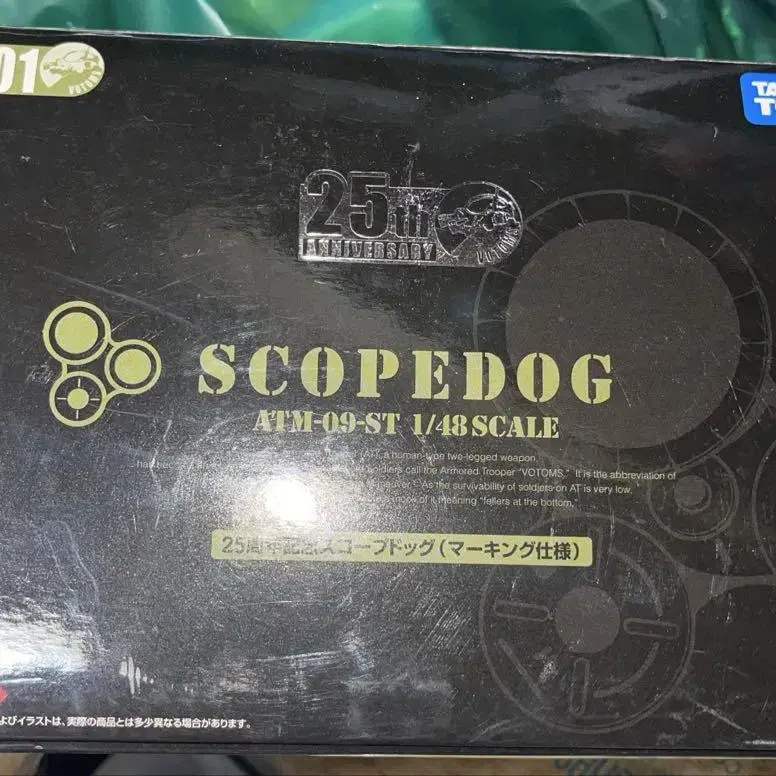 01
VOTOMS
TA
T
25th
ANNIVERSARY
VOTOMS
SCOPEDOG
ATM-09-ST 1/48 SCALE
(AT), a human-type two-legged weapon,
soldiers call the Armored Trooper "VOTOMS." It is the abbreviation of
As the survivability of soldiers on AT is very low,
meaning "fellers at the bottom,"
25周年記念スコープドッグ(マーキング仕様)
よびイラストは、実際の商品とは多少異なる場合があります。